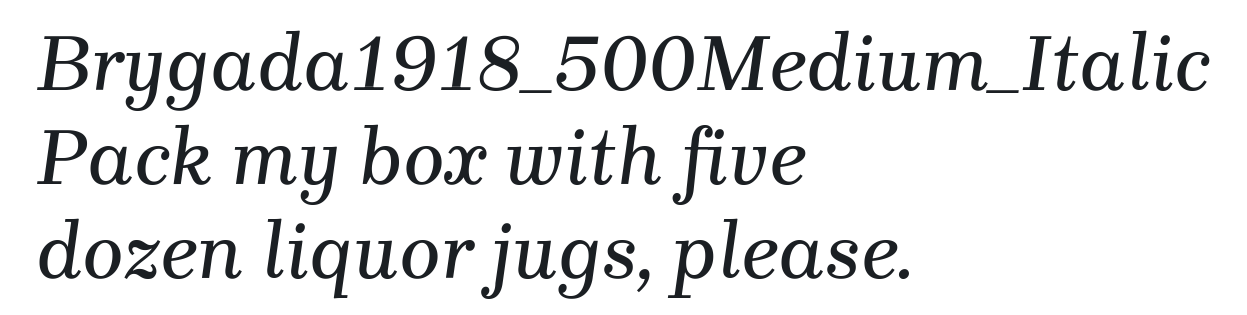 Brygada1918_500Medium_Italic
Pack my box with five
dozen liquor jugs, please.